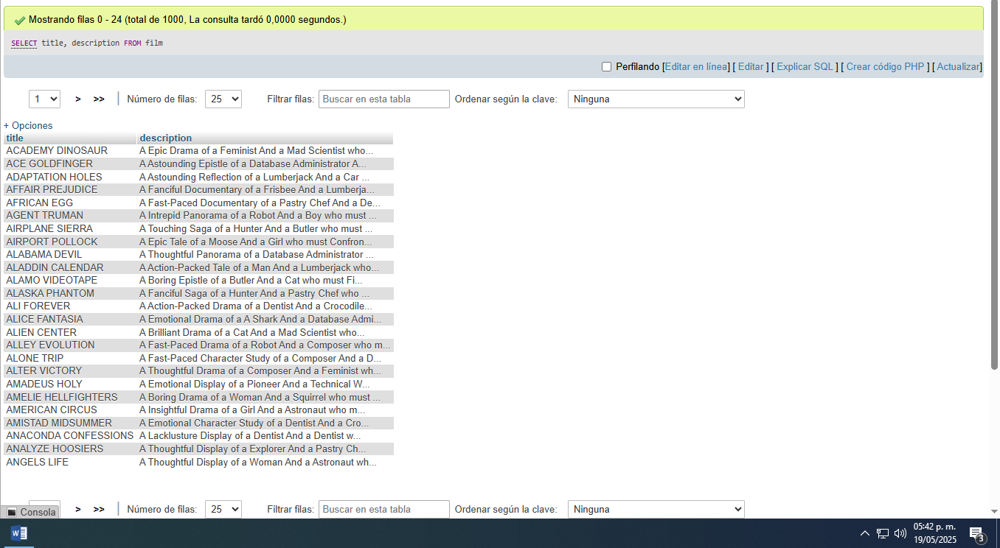 Mostrando filas 0 - 24 (total de 1000, La consulta tardó 0,0000 segundos.)
SELECT title, description FROM film
Perfilando [Editar en línea] [ Editar ] [ Explicar SQL ] [ Crear código PHP ] [ Actualizar]
1 > >> | Número de filas: 25 Filtrar filas: Buscar en esta tabla Ordenar según la clave: Ninguna
+ Opciones
title description
ACADEMY DINOSAUR A Epic Drama of a Feminist And a Mad Scientist who...
ACE GOLDFINGER A Astounding Epistle of a Database Administrator A...
ADAPTATION HOLES A Astounding Reflection of a Lumberjack And a Car ...
AFFAIR PREJUDICE A Fanciful Documentary of a Frisbee And a Lumberja...
AFRICAN EGG A Fast-Paced Documentary of a Pastry Chef And a De...
AGENT TRUMAN A Intrepid Panorama of a Robot And a Boy who must ...
AIRPLANE SIERRA A Touching Saga of a Hunter And a Butler who must ...
AIRPORT POLLOCK A Epic Tale of a Moose And a Girl who must Confron...
ALABAMA DEVIL A Thoughtful Panorama of a Database Administrator ...
ALADDIN CALENDAR A Action-Packed Tale of a Man And a Lumberjack who...
ALAMO VIDEOTAPE A Boring Epistle of a Butler And a Cat who must Fi...
ALASKA PHANTOM A Fanciful Saga of a Hunter And a Pastry Chef who ...
ALI FOREVER A Action-Packed Drama of a Dentist And a Crocodile...
ALICE FANTASIA A Emotional Drama of a A Shark And a Database Admi...
ALIEN CENTER A Brilliant Drama of a Cat And a Mad Scientist who...
ALLEY EVOLUTION A Fast-Paced Drama of a Robot And a Composer who m...
ALONE TRIP A Fast-Paced Character Study of a Composer And a D...
ALTER VICTORY A Thoughtful Drama of a Composer And a Feminist wh...
AMADEUS HOLY A Emotional Display of a Pioneer And a Technical W...
AMELIE HELLFIGHTERS A Boring Drama of a Woman And a Squirrel who must ...
AMERICAN CIRCUS A Insightful Drama of a Girl And a Astronaut who m...
AMISTAD MIDSUMMER A Emotional Character Study of a Dentist And a Cro...
ANACONDA CONFESSIONS A Lacklusture Display of a Dentist And a Dentist w...
ANALYZE HOOSIERS A Thoughtful Display of a Explorer And a Pastry Ch...
ANGELS LIFE A Thoughtful Display of a Woman And a Astronaut wh...
Consola > >> | Número de filas: 25 Filtrar filas: Buscar en esta tabla Ordenar según la clave: Ninguna
W 05:42 p. m.
19/05/2025 3